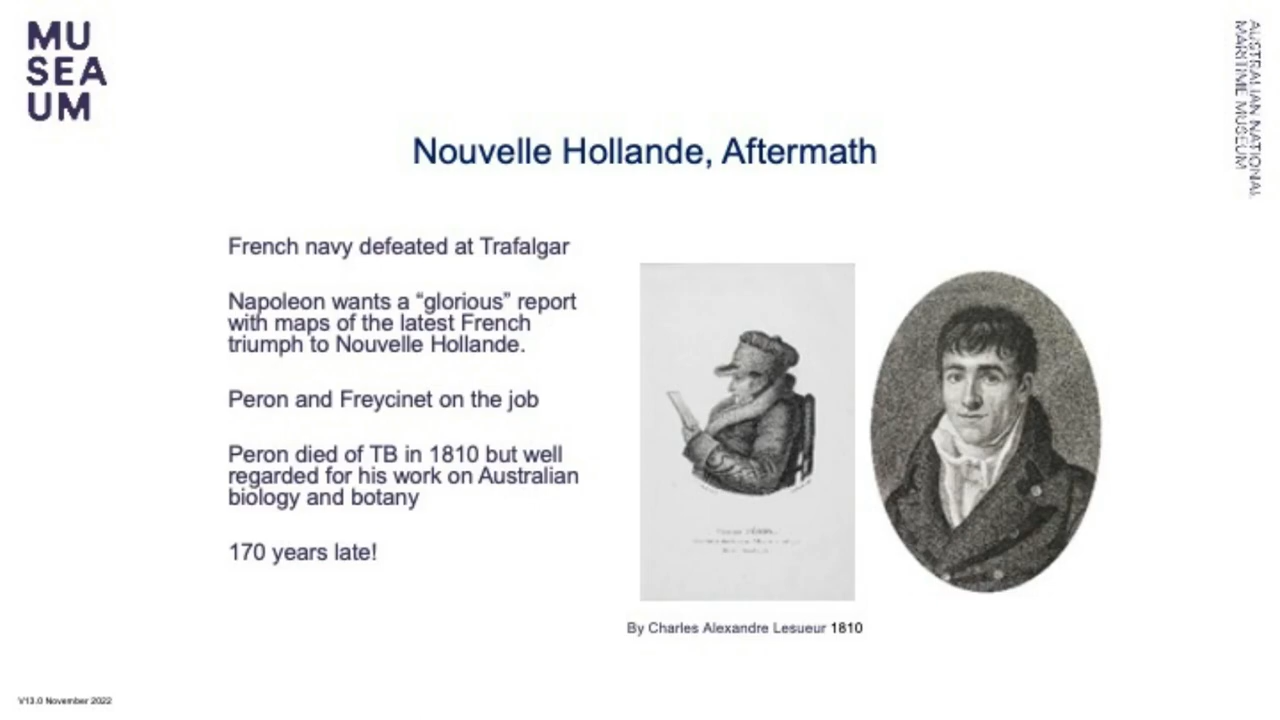 MU
SEA
UM
AUSTRALIAN NATIONAL
MARITIME MUSEUM
Nouvelle Hollande, Aftermath
French navy defeated at Trafalgar
Napoleon wants a “glorious” report
with maps of the latest French
triumph to Nouvelle Hollande.
Peron and Freycinet on the job
Peron died of TB in 1810 but well
regarded for his work on Australian
biology and botany
170 years late!
By Charles Alexandre Lesueur 1810
V13.0 November 2022